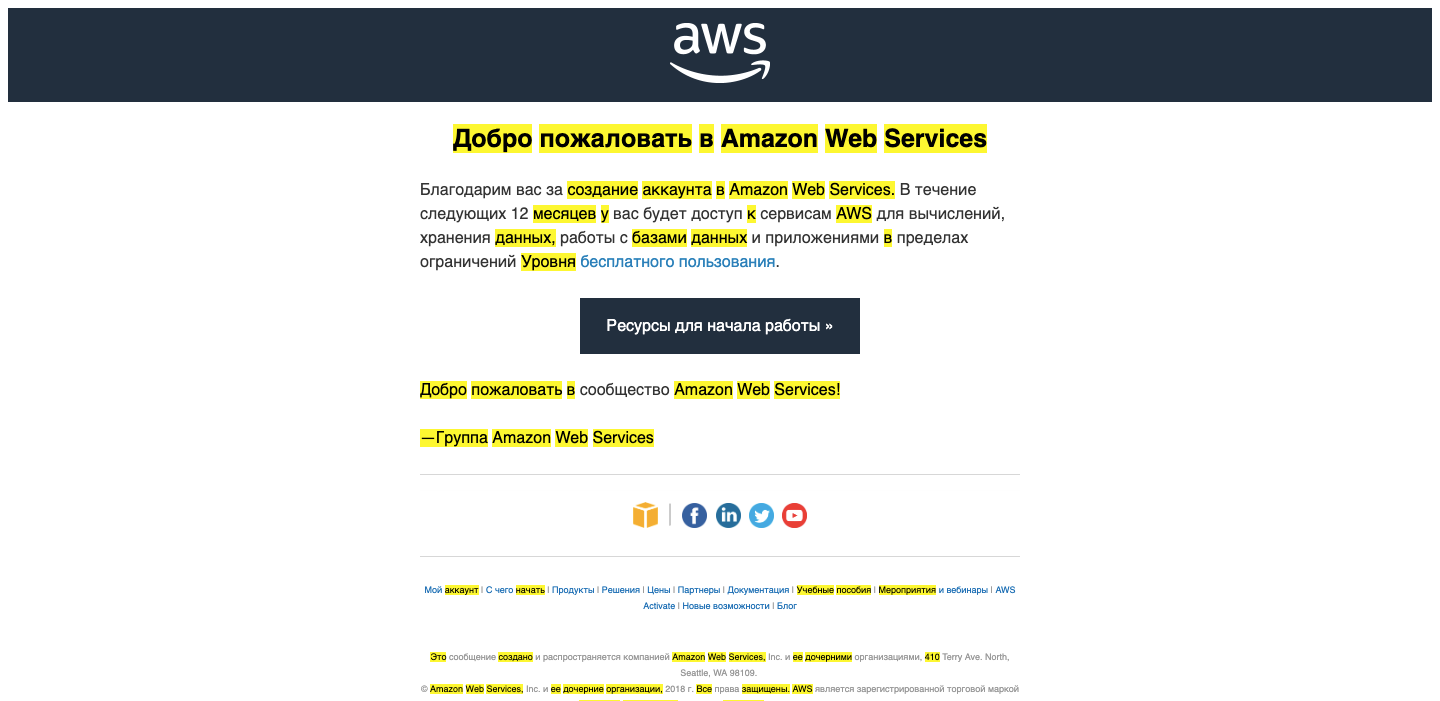 aws
Добро пожаловать в Amazon Web Services
Благодарим вас за создание аккаунта в Amazon Web Services. В течение
следующих 12 месяцев у вас будет доступ к сервисам AWS для вычислений,
хранения данных, работы с базами данных и приложениями в пределах
ограничений Уровня бесплатного пользования.
Ресурсы для начала работы »
Добро пожаловать в сообщество Amazon Web Services!
—Группа Amazon Web Services
Мой аккаунт | С чего начать | Продукты | Решения | Цены | Партнеры | Документация | Учебные пособия | Мероприятия и вебинары | AWS
Activate | Новые возможности | Блог
Это сообщение создано и распространяется компанией Amazon Web Services, Inc. и ее дочерними организациями, 410 Terry Ave. North,
Seattle, WA 98109.
© Amazon Web Services, Inc. и ее дочерние организации, 2018 г. Все права защищены. AWS является зарегистрированной торговой маркой